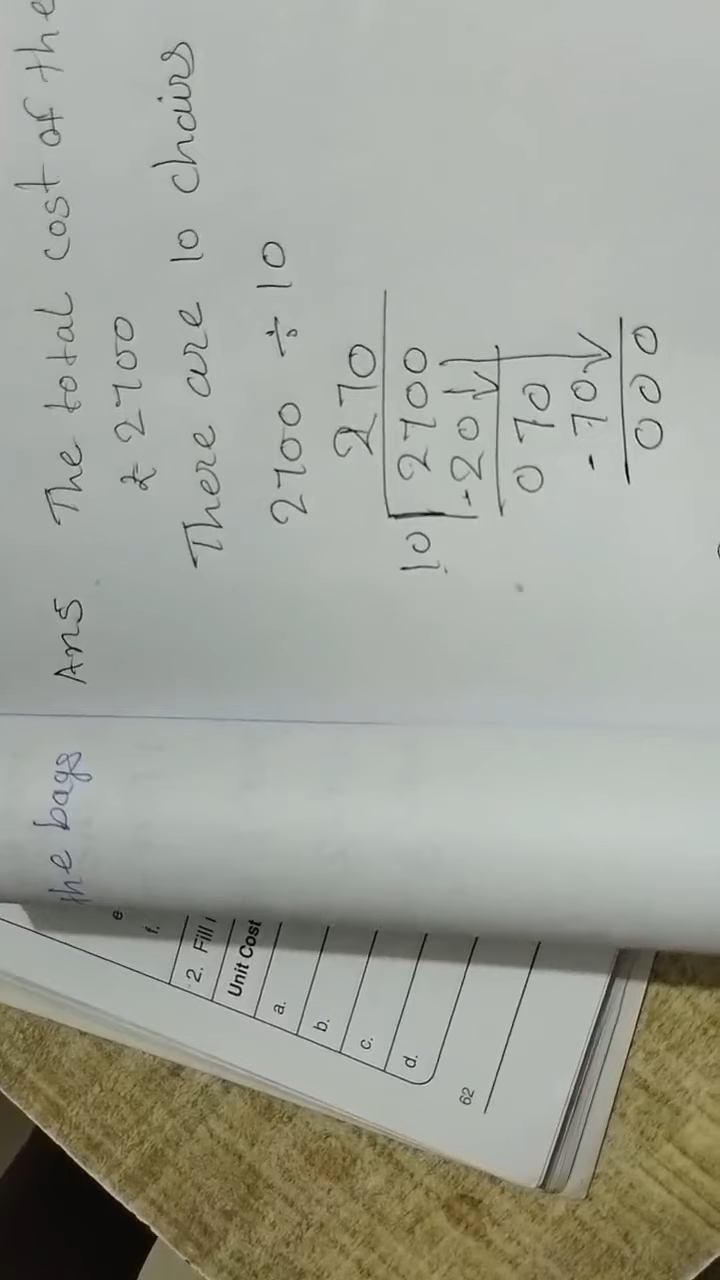 the bags Ans The total cost of the
₹ 2700
There are 10 chairs
2700 ÷ 10
270
10 2700
-20
070
-70
000
e
f.
2. Fill i
Unit Cost
a.
b.
c.
d.
62